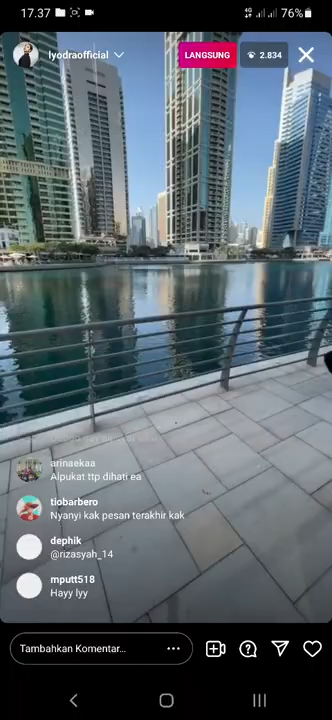 17.37
4G
76%
lyodraofficial
LANGSUNG
2.834
arinaekaa
Alpukat ttp dihati ea
tiobarbero
Nyanyi kak pesan terakhir kak
dephik
@rizasyah_14
mputt518
Hayy lyy
Tambahkan Komentar...